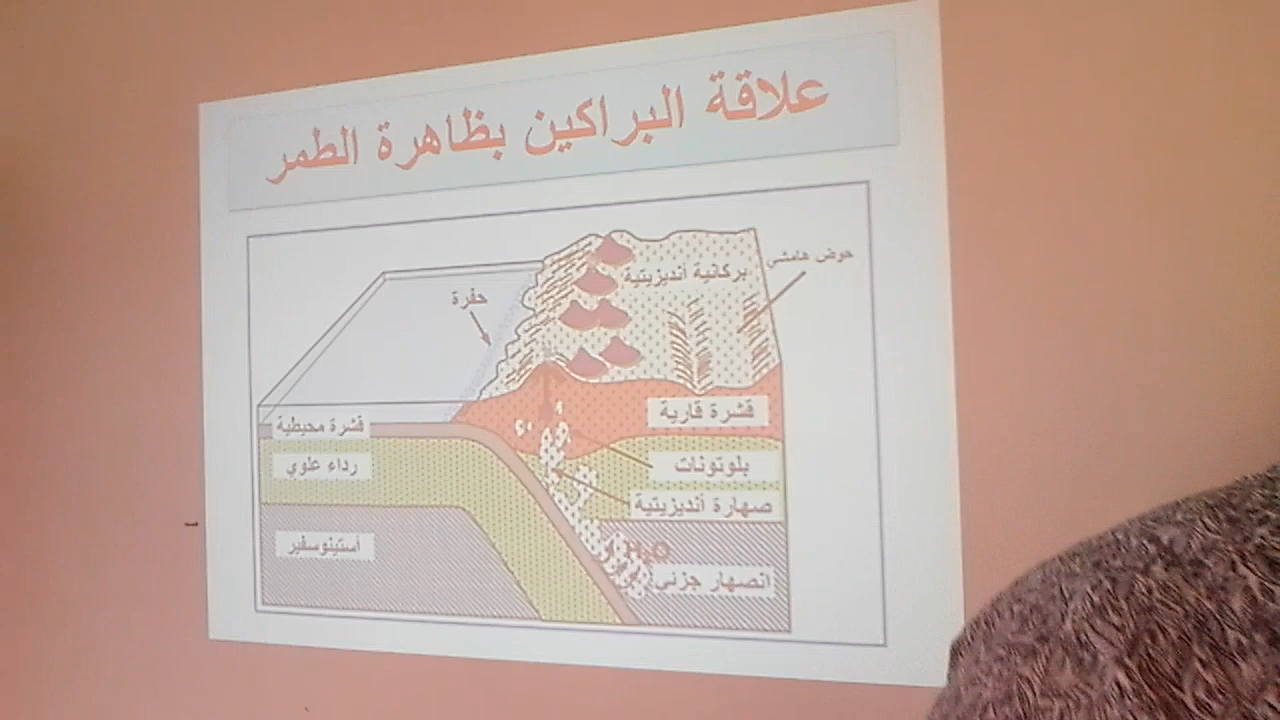 علاقة البراكين بظاهرة الطمر
حوض هامشي
بركانية أنديزيتية
حفرة
قشرة قارية
قشرة محيطية
رداء علوي
بلوتونات
صهارة أنديزيتية
أستينوسفير
H₂O
انصهار جزئي